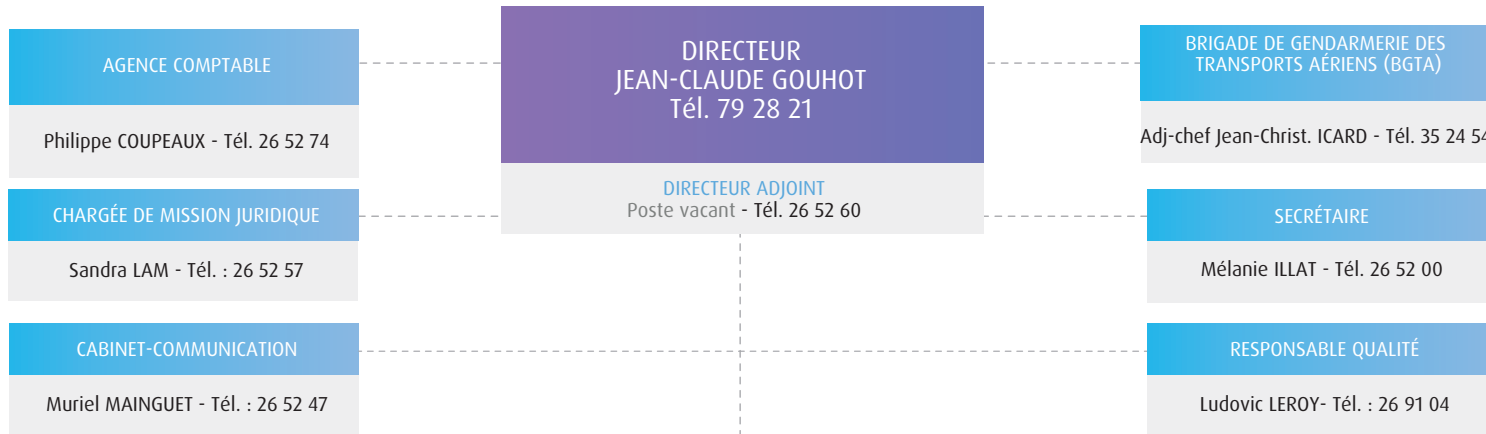 AGENCE COMPTABLE
Philippe COUPEAUX - Tél. 26 52 74
CHARGÉE DE MISSION JURIDIQUE
Sandra LAM - Tél. : 26 52 57
CABINET-COMMUNICATION
Muriel MAINGUET - Tél. : 26 52 47
DIRECTEUR
JEAN-CLAUDE GOUHOT
Tél. 79 28 21
DIRECTEUR ADJOINT
Poste vacant - Tél. 26 52 60
BRIGADE DE GENDARMERIE DES
TRANSPORTS AÉRIENS (BGTA)
Adj-chef Jean-Christ. ICARD - Tél. 35 24 54
SECRÉTAIRE
Mélanie ILLAT - Tél. 26 52 00
RESPONSABLE QUALITÉ
Ludovic LEROY- Tél. : 26 91 04